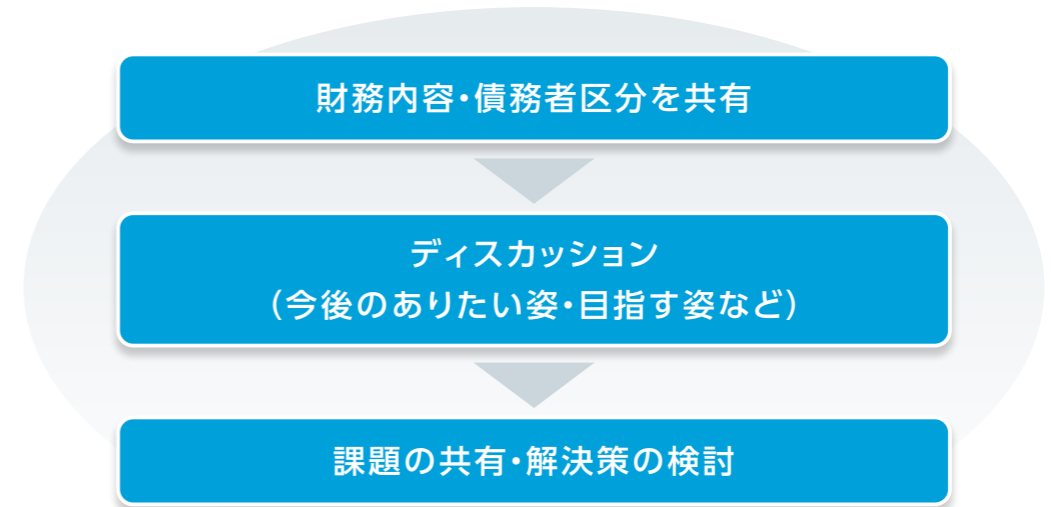 財務内容・債務者区分を共有
ディスカッション
（今後のありたい姿・目指す姿など）
課題の共有・解決策の検討